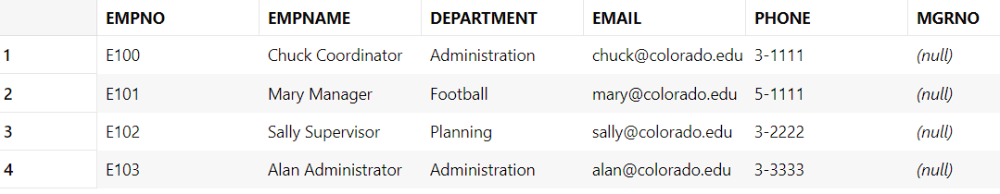 EMPNO EMPNAME DEPARTMENT EMAIL PHONE MGRNO
1 E100 Chuck Coordinator Administration chuck@colorado.edu 3-1111 (null)
2 E101 Mary Manager Football mary@colorado.edu 5-1111 (null)
3 E102 Sally Supervisor Planning sally@colorado.edu 3-2222 (null)
4 E103 Alan Administrator Administration alan@colorado.edu 3-3333 (null)